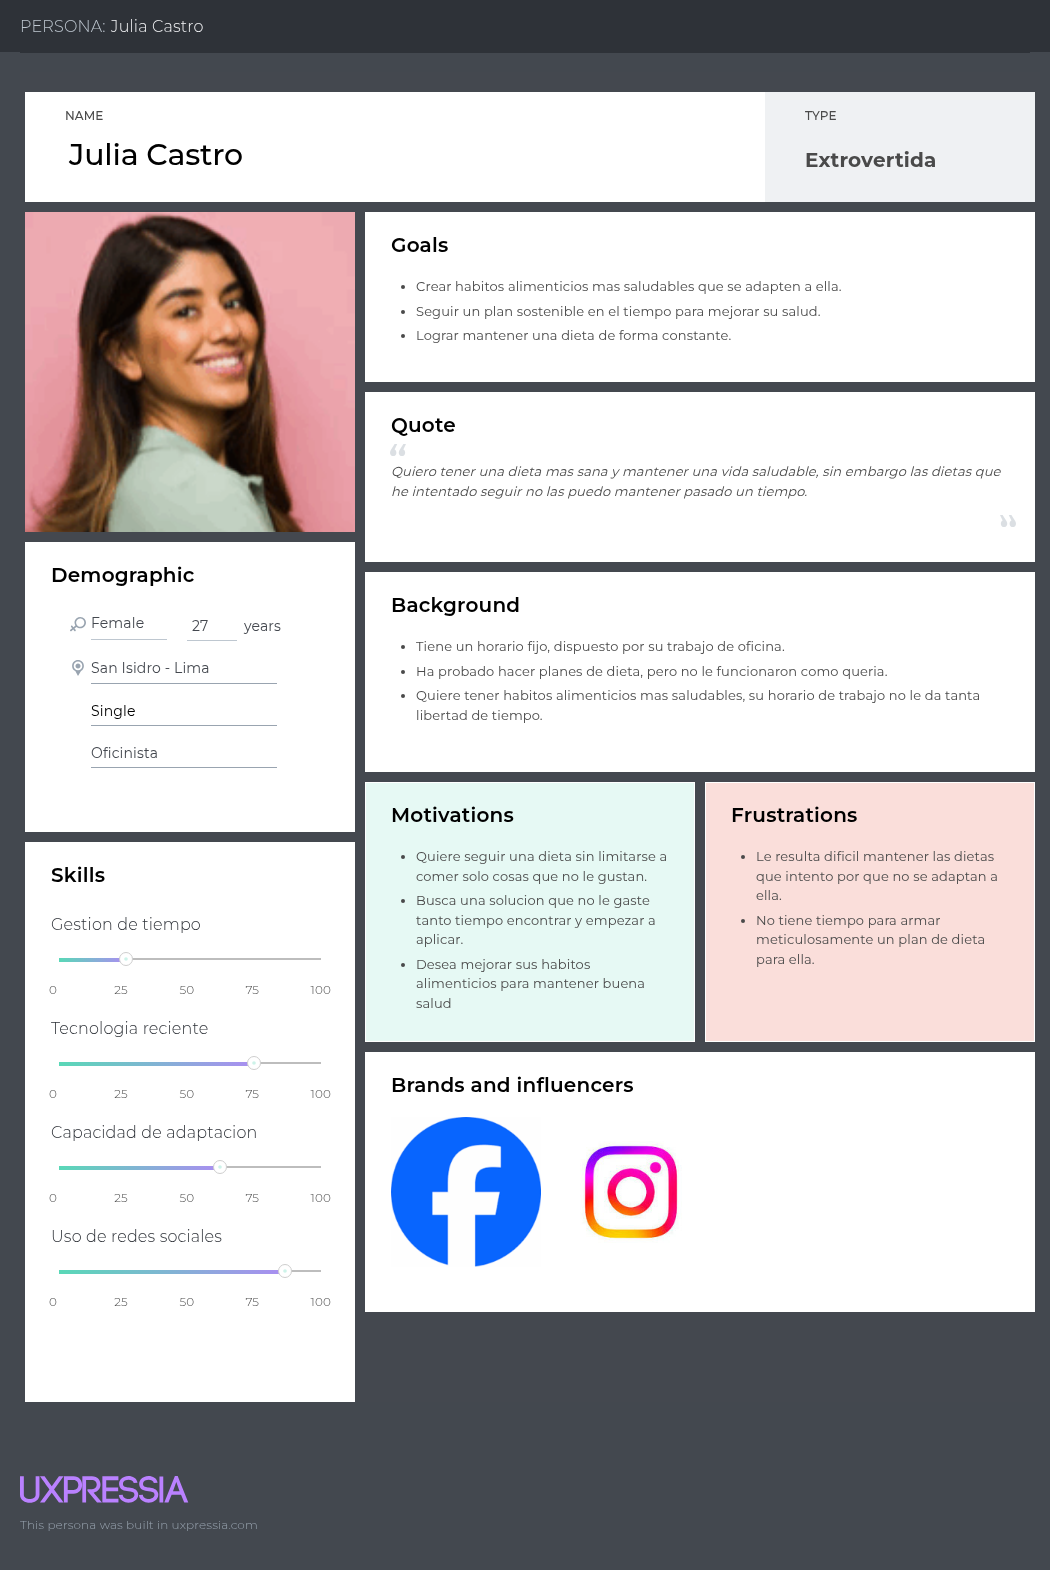 PERSONA: Julia Castro
NAME
Julia Castro
TYPE
Extrovertida
Goals
Crear habitos alimenticios mas saludables que se adapten a ella.
Seguir un plan sostenible en el tiempo para mejorar su salud.
Lograr mantener una dieta de forma constante.
Quote
“
Quiero tener una dieta mas sana y mantener una vida saludable, sin embargo las dietas que
he intentado seguir no las puedo mantener pasado un tiempo.
”
Demographic
Female 27 years
San Isidro - Lima
Single
Oficinista
Background
Tiene un horario fijo, dispuesto por su trabajo de oficina.
Ha probado hacer planes de dieta, pero no le funcionaron como queria.
Quiere tener habitos alimenticios mas saludables, su horario de trabajo no le da tanta
libertad de tiempo.
Skills
Gestion de tiempo
0 25 50 75 100
Tecnologia reciente
0 25 50 75 100
Capacidad de adaptacion
0 25 50 75 100
Uso de redes sociales
0 25 50 75 100
Motivations
Quiere seguir una dieta sin limitarse a
comer solo cosas que no le gustan.
Busca una solucion que no le gaste
tanto tiempo encontrar y empezar a
aplicar.
Desea mejorar sus habitos
alimenticios para mantener buena
salud
Frustrations
Le resulta dificil mantener las dietas
que intento por que no se adaptan a
ella.
No tiene tiempo para armar
meticulosamente un plan de dieta
para ella.
Brands and influencers
UXPRESSIA
This persona was built in uxpressia.com